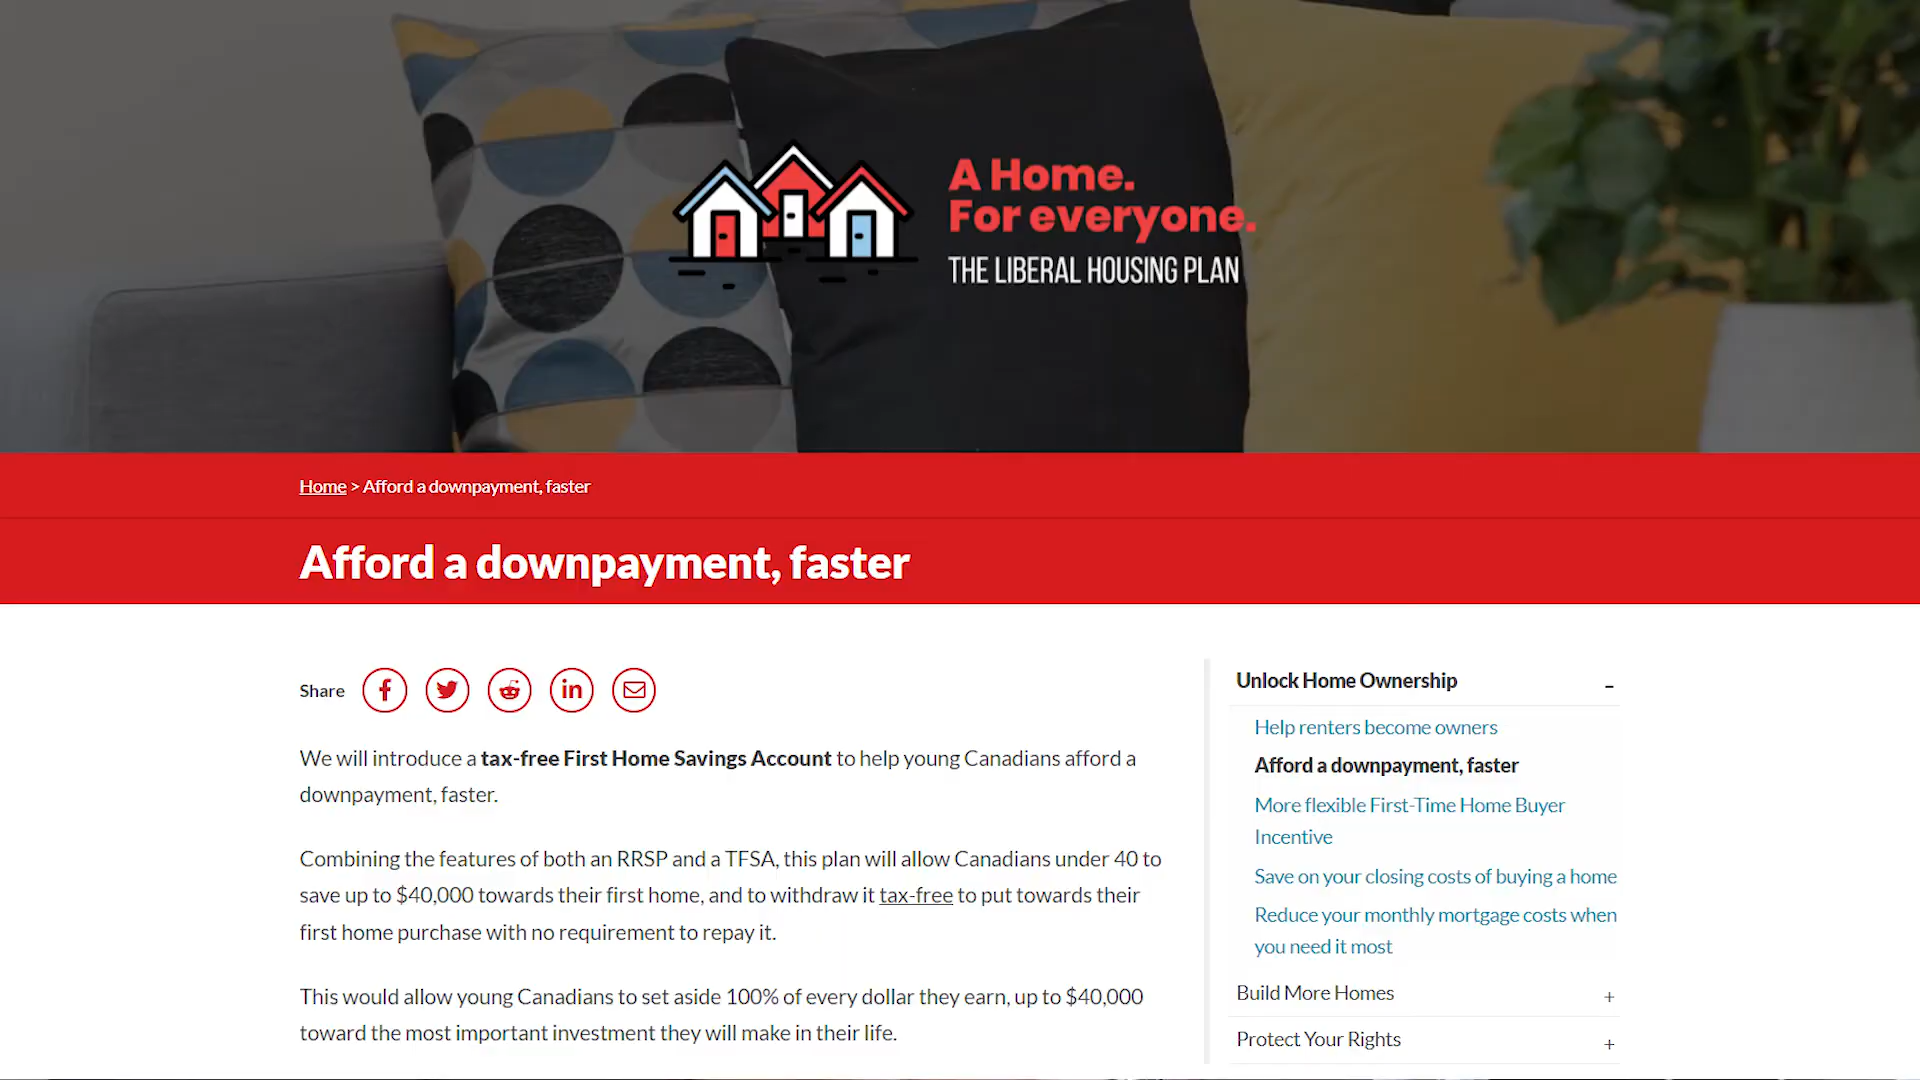 A Home.
For everyone.
THE LIBERAL HOUSING PLAN
Home > Afford a downpayment, faster
Afford a downpayment, faster
Share
We will introduce a tax-free First Home Savings Account to help young Canadians afford a
downpayment, faster.
Combining the features of both an RRSP and a TFSA, this plan will allow Canadians under 40 to
save up to $40,000 towards their first home, and to withdraw it tax-free to put towards their
first home purchase with no requirement to repay it.
This would allow young Canadians to set aside 100% of every dollar they earn, up to $40,000
toward the most important investment they will make in their life.
Unlock Home Ownership
Help renters become owners
Afford a downpayment, faster
More flexible First-Time Home Buyer
Incentive
Save on your closing costs of buying a home
Reduce your monthly mortgage costs when
you need it most
Build More Homes
Protect Your Rights